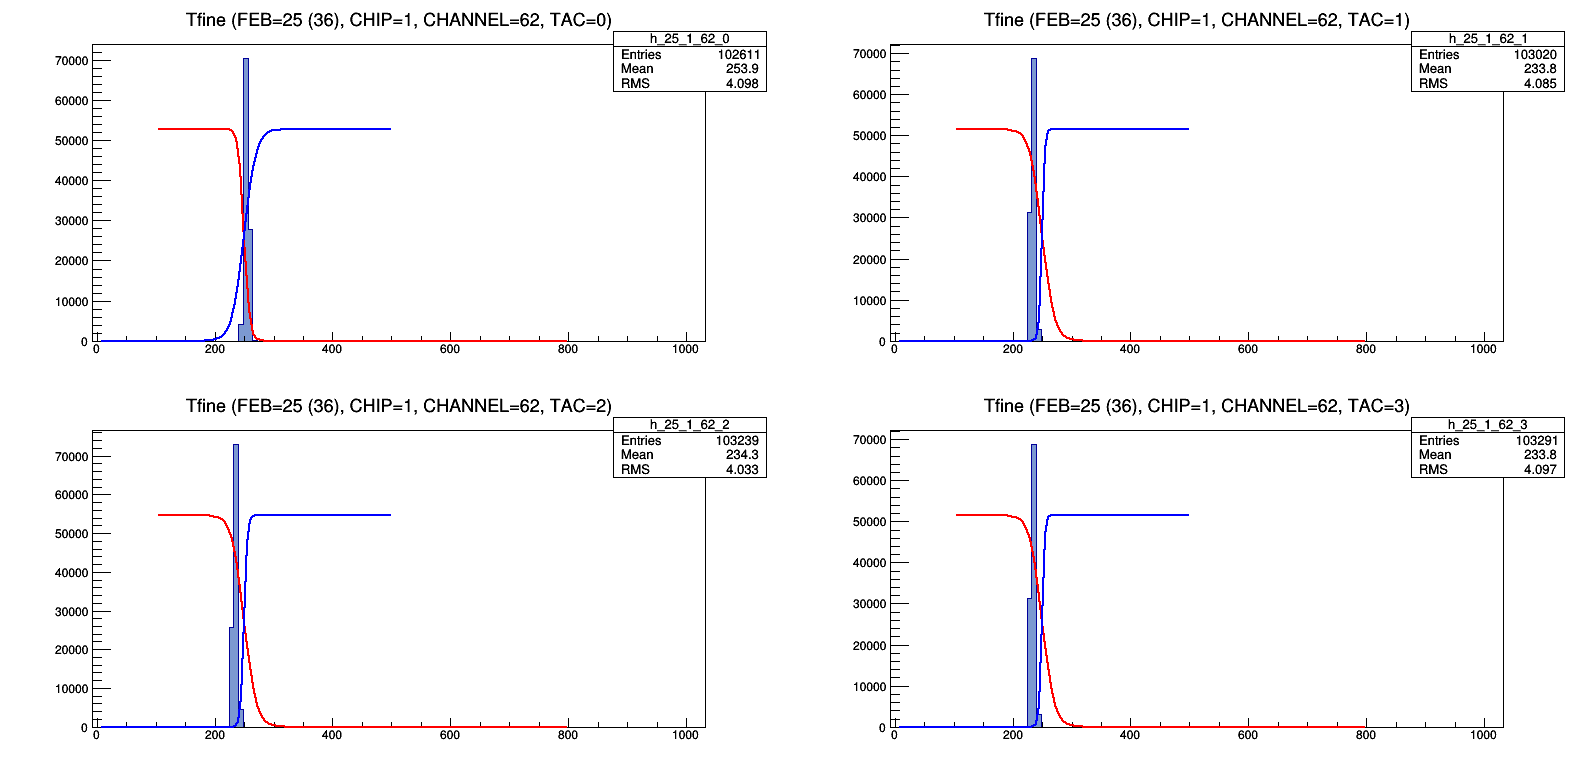 Tfine (FEB=25 (36), CHIP=1, CHANNEL=62, TAC=0)
h_25_1_62_0
Entries 102611
Mean 253.9
RMS 4.098
70000
60000
50000
40000
30000
20000
10000
0
0 200 400 600 800 1000
Tfine (FEB=25 (36), CHIP=1, CHANNEL=62, TAC=1)
h_25_1_62_1
Entries 103020
Mean 233.8
RMS 4.085
70000
60000
50000
40000
30000
20000
10000
0
0 200 400 600 800 1000
Tfine (FEB=25 (36), CHIP=1, CHANNEL=62, TAC=2)
h_25_1_62_2
Entries 103239
Mean 234.3
RMS 4.033
70000
60000
50000
40000
30000
20000
10000
0
0 200 400 600 800 1000
Tfine (FEB=25 (36), CHIP=1, CHANNEL=62, TAC=3)
h_25_1_62_3
Entries 103291
Mean 233.8
RMS 4.097
70000
60000
50000
40000
30000
20000
10000
0
0 200 400 600 800 1000